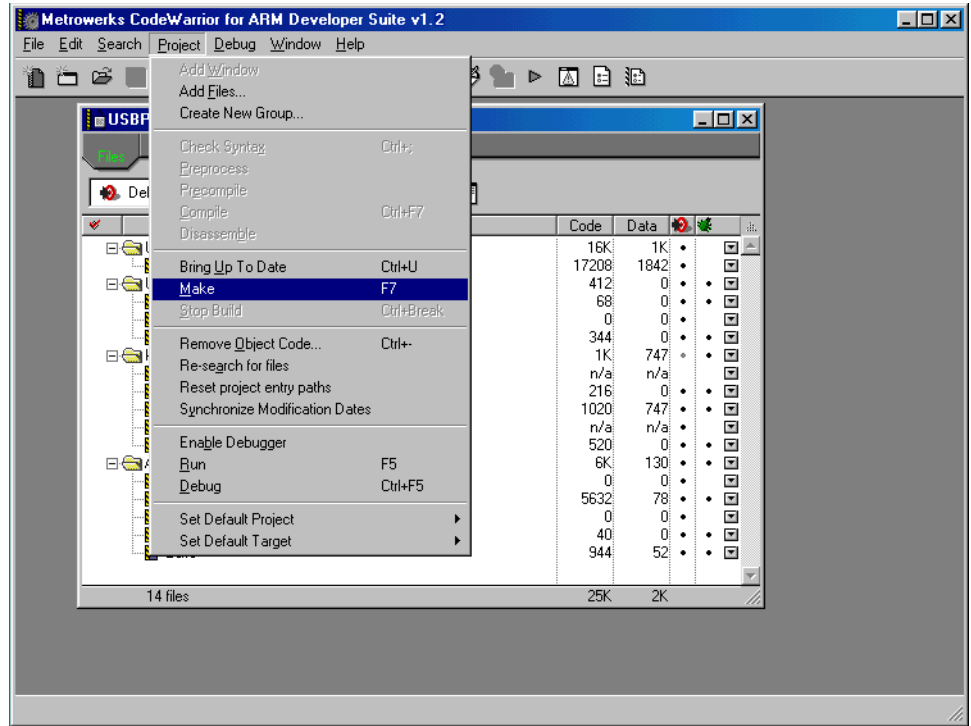 Metrowerks CodeWarrior for ARM Developer Suite v1.2
File Edit Search Project Debug Window Help
Add Window
Add Files...
Create New Group...
Check Syntax Ctrl+;
Preprocess
Precompile
Compile Ctrl+F7
Disassemble
Bring Up To Date Ctrl+U
Make F7
Stop Build Ctrl+Break
Remove Object Code... Ctrl+-
Re-search for files
Reset project entry paths
Synchronize Modification Dates
Enable Debugger
Run F5
Debug Ctrl+F5
Set Default Project
Set Default Target
USBP
Files
Del
Code Data
16K 1K
17208 1842
412 0
68 0
0 0
344 0
1K 747
n/a n/a
216 0
1020 747
n/a n/a
520 0
6K 130
0 0
5632 78
0 0
40 0
944 52
14 files 25K 2K